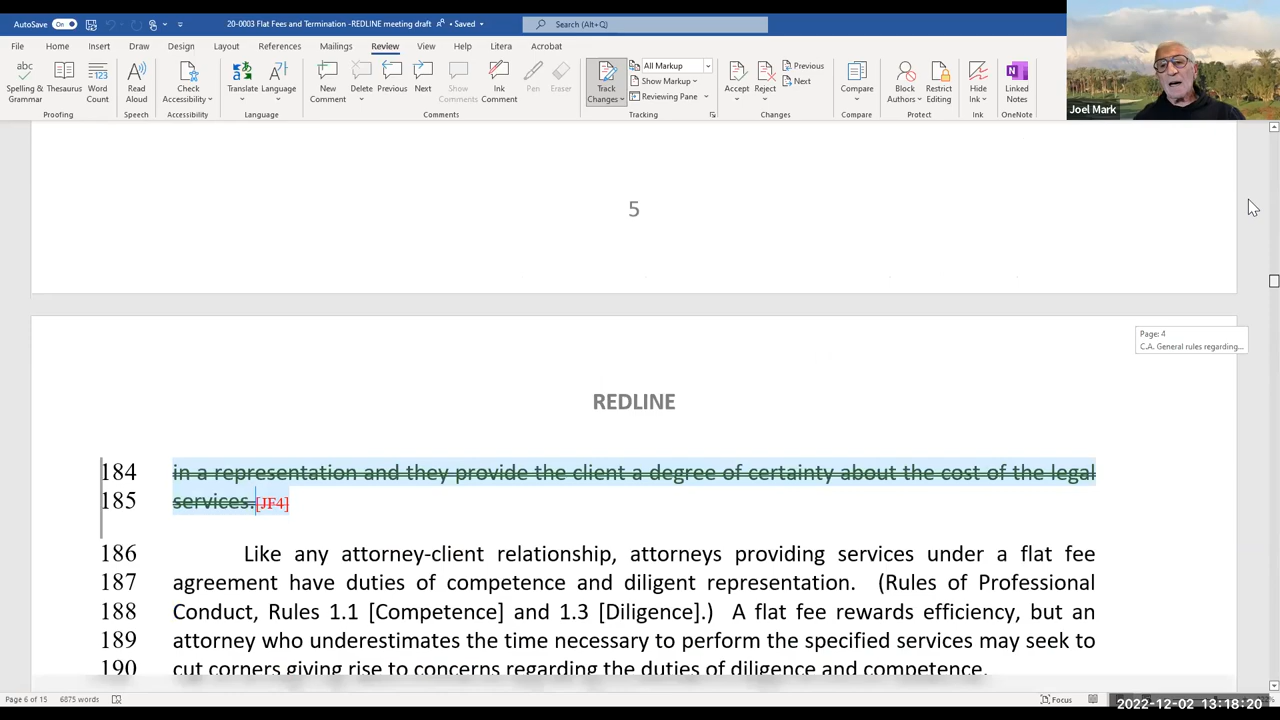 AutoSave On 20-0003 Flat Fees and Termination -REDLINE meeting draft • Saved Search (Alt+Q)
File Home Insert Draw Design Layout References Mailings Review View Help Litera Acrobat
Spelling & Grammar Thesaurus Word Count Read Aloud Check Accessibility Translate Language New Comment Delete Previous Next Show Comments Ink Comment Pen Eraser Track Changes All Markup Show Markup Reviewing Pane Accept Reject Previous Next Compare Block Authors Restrict Editing Hide Ink Linked Notes
Proofing Speech Accessibility Language Comments Tracking Changes Compare Protect Ink OneNote
Joel Mark
5
Page: 4
C.A. General rules regarding...
REDLINE
184 in a representation and they provide the client a degree of certainty about the cost of the legal
185 services.[JF4]
186 Like any attorney-client relationship, attorneys providing services under a flat fee
187 agreement have duties of competence and diligent representation. (Rules of Professional
188 Conduct, Rules 1.1 [Competence] and 1.3 [Diligence].) A flat fee rewards efficiency, but an
189 attorney who underestimates the time necessary to perform the specified services may seek to
190 cut corners giving rise to concerns regarding the duties of diligence and competence.
Page 6 of 15 6875 words Focus
2022-12-02 13:18:20